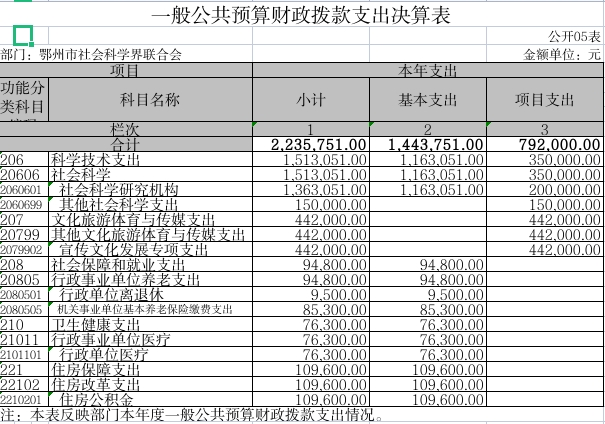 一般公共预算财政拨款支出决算表
公开05表
部门：鄂州市社会科学界联合会 金额单位：元
项目 本年支出
功能分类科目 科目名称 小计 基本支出 项目支出
栏次 1 2 3
合计 2,235,751.00 1,443,751.00 792,000.00
206 科学技术支出 1,513,051.00 1,163,051.00 350,000.00
20606 社会科学 1,513,051.00 1,163,051.00 350,000.00
2060601 社会科学研究机构 1,363,051.00 1,163,051.00 200,000.00
2060699 其他社会科学支出 150,000.00 150,000.00
207 文化旅游体育与传媒支出 442,000.00 442,000.00
20799 其他文化旅游体育与传媒支出 442,000.00 442,000.00
2079902 宣传文化发展专项支出 442,000.00 442,000.00
208 社会保障和就业支出 94,800.00 94,800.00
20805 行政事业单位养老支出 94,800.00 94,800.00
2080501 行政单位离退休 9,500.00 9,500.00
2080505 机关事业单位基本养老保险缴费支出 85,300.00 85,300.00
210 卫生健康支出 76,300.00 76,300.00
21011 行政事业单位医疗 76,300.00 76,300.00
2101101 行政单位医疗 76,300.00 76,300.00
221 住房保障支出 109,600.00 109,600.00
22102 住房改革支出 109,600.00 109,600.00
2210201 住房公积金 109,600.00 109,600.00
注：本表反映部门本年度一般公共预算财政拨款支出情况。